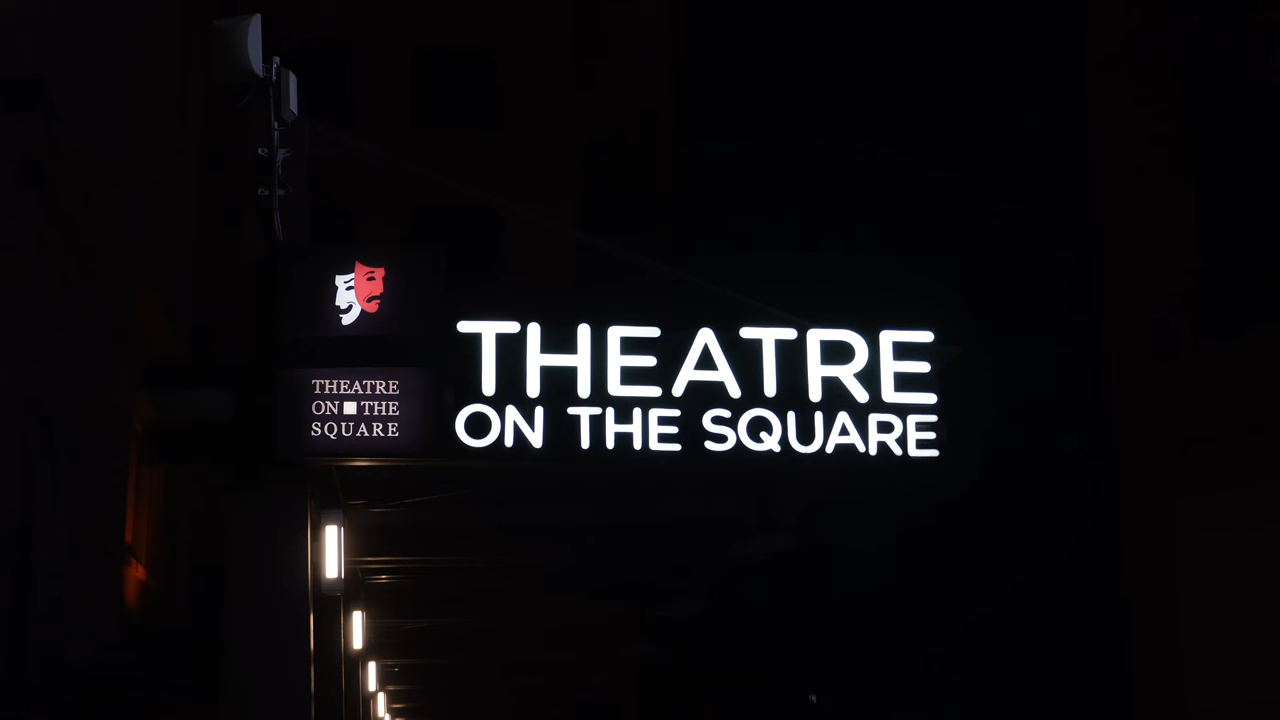 THEATRE
ON THE
SQUARE
THEATRE
ON THE SQUARE